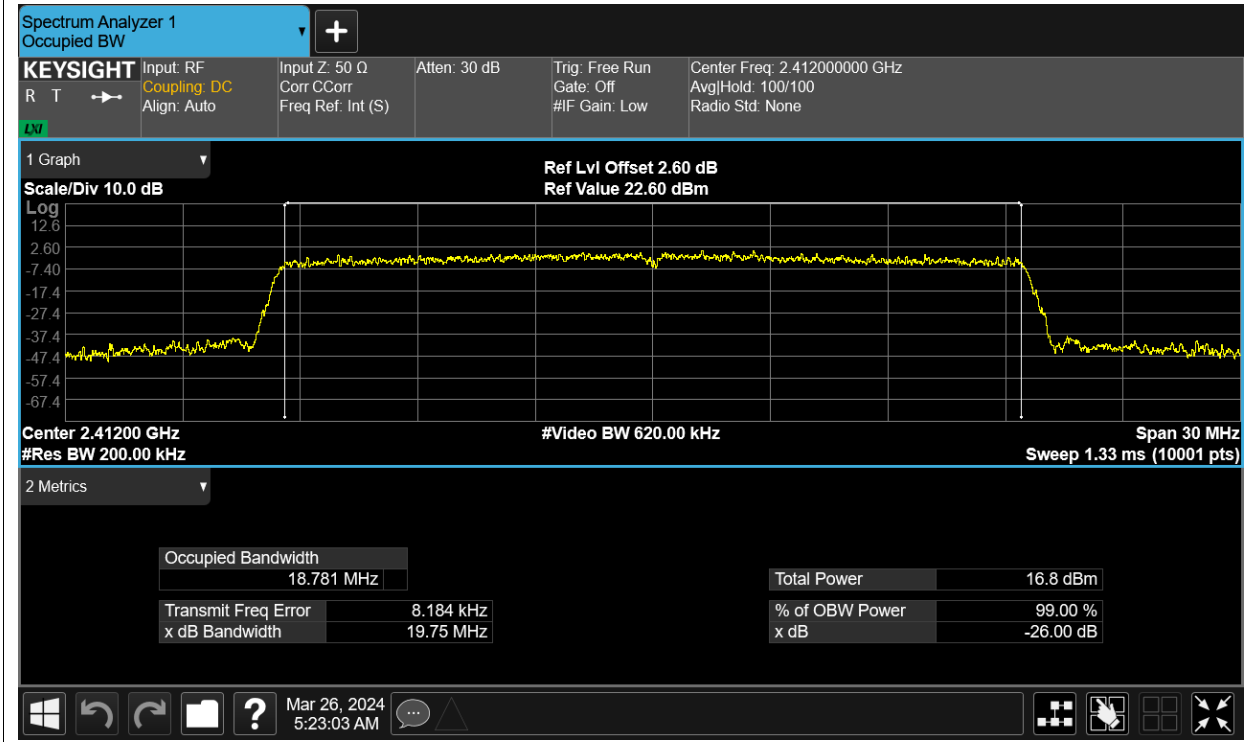 Spectrum Analyzer 1
Occupied BW
KEYSIGHT
R T
LXI
Input: RF
Coupling: DC
Align: Auto
Input Z: 50 Ω
Corr CCorr
Freq Ref: Int (S)
Atten: 30 dB
Trig: Free Run
Gate: Off
#IF Gain: Low
Center Freq: 2.412000000 GHz
Avg|Hold: 100/100
Radio Std: None
1 Graph
Scale/Div 10.0 dB
Ref Lvl Offset 2.60 dB
Ref Value 22.60 dBm
Log
12.6
2.60
-7.40
-17.4
-27.4
-37.4
-47.4
-57.4
-67.4
Center 2.41200 GHz
#Video BW 620.00 kHz
Span 30 MHz
#Res BW 200.00 kHz
Sweep 1.33 ms (10001 pts)
2 Metrics
Occupied Bandwidth
18.781 MHz
Total Power 16.8 dBm
Transmit Freq Error 8.184 kHz
% of OBW Power 99.00 %
x dB Bandwidth 19.75 MHz
x dB -26.00 dB
?
Mar 26, 2024
5:23:03 AM